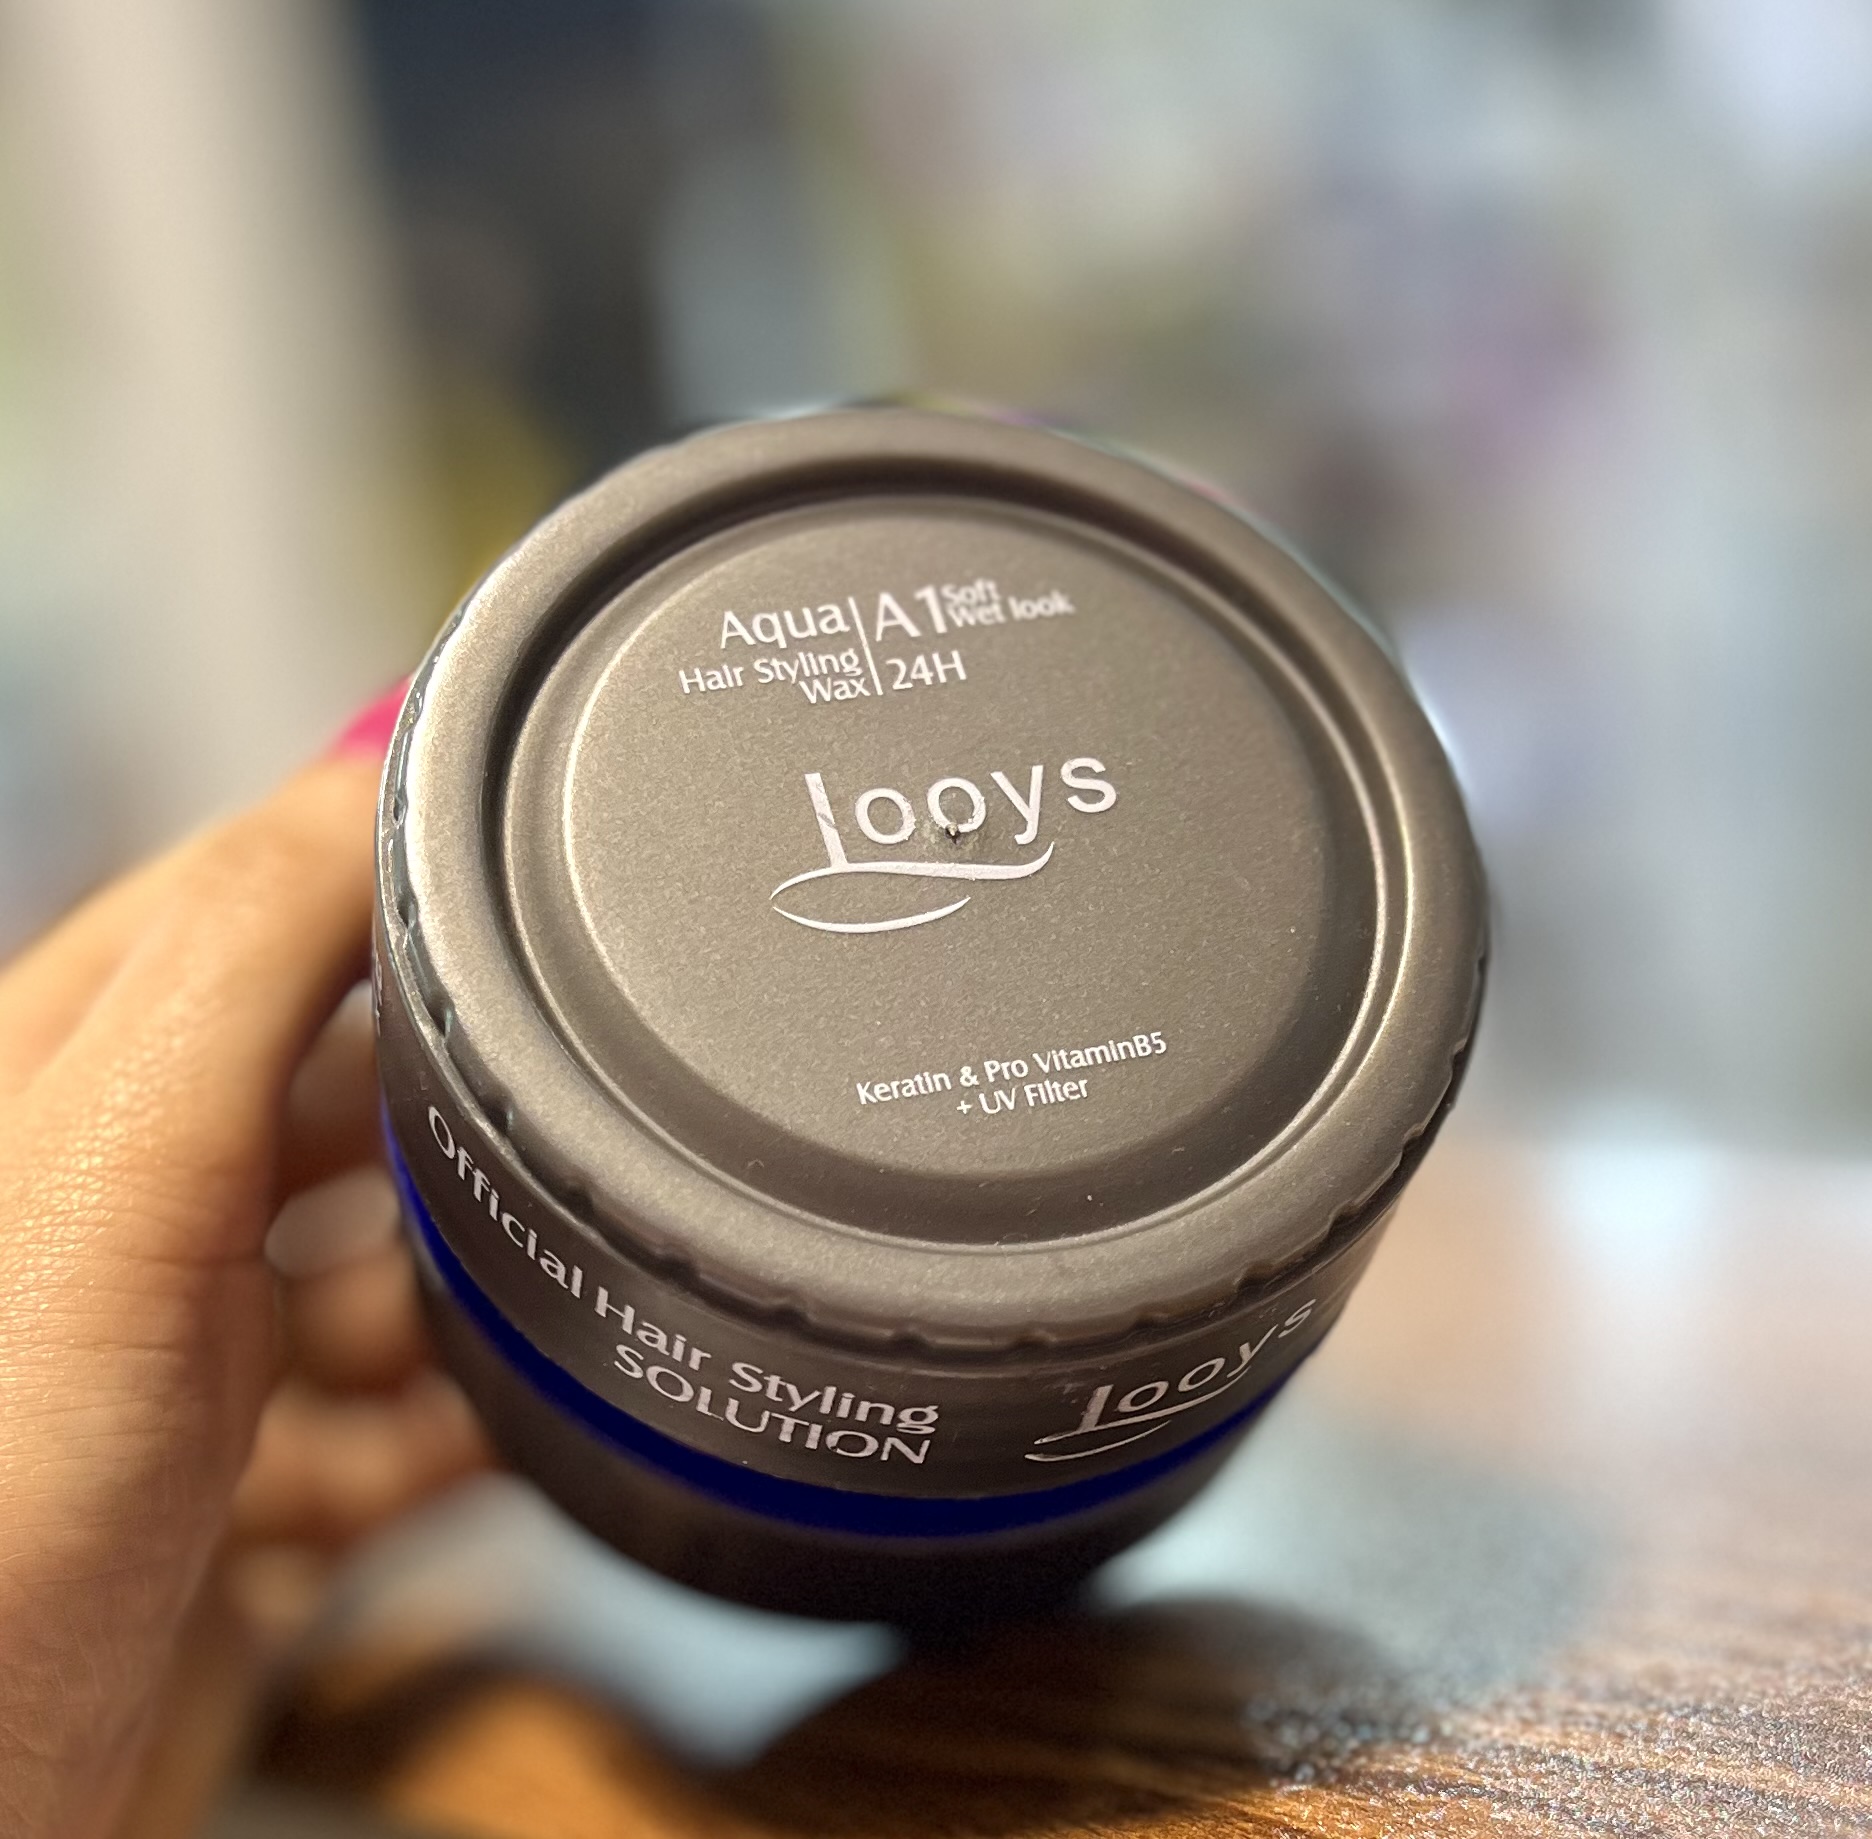 Aqua A1 Soft
Wet look
Hair Styling
Wax 24H
Looys
Keratin & Pro VitaminB5
+ UV Filter
Official Hair Styling
SOLUTION
Looys